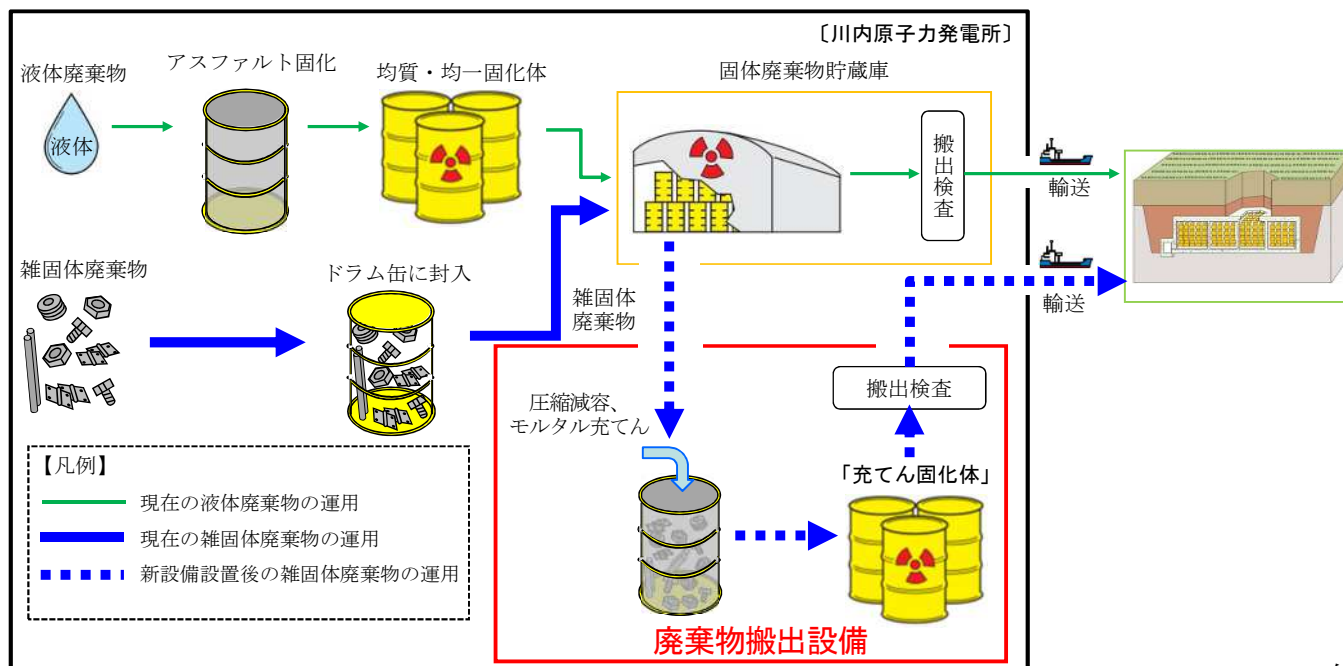 〔川内原子力発電所〕
液体廃棄物
アスファルト固化
均質・均一固化体
固体廃棄物貯蔵庫
液体
搬出検査
輸送
雑固体廃棄物
ドラム缶に封入
雑固体
廃棄物
輸送
圧縮減容、
モルタル充てん
搬出検査
「充てん固化体」
廃棄物搬出設備
【凡例】
現在の液体廃棄物の運用
現在の雑固体廃棄物の運用
新設備設置後の雑固体廃棄物の運用